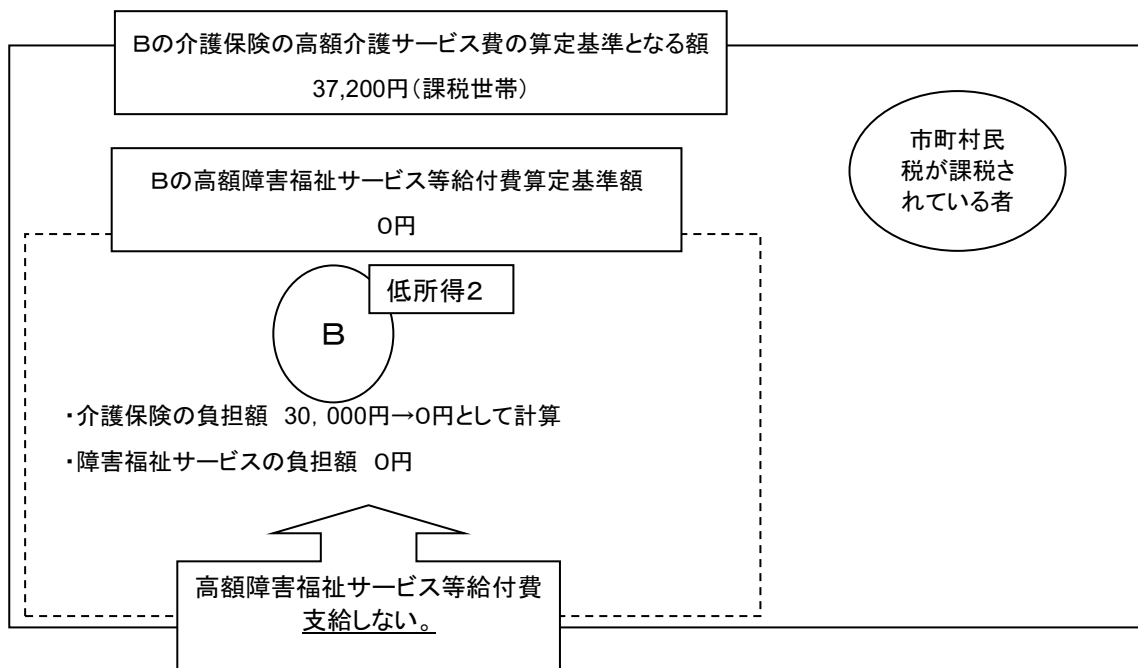 Bの介護保険の高額介護サービス費の算定基準となる額
37,200円(課税世帯)
市町村民
税が課税さ
れている者
Bの高額障害福祉サービス等給付費算定基準額
0円
低所得2
B
・介護保険の負担額 30,000円→0円として計算
・障害福祉サービスの負担額 0円
高額障害福祉サービス等給付費
支給しない。